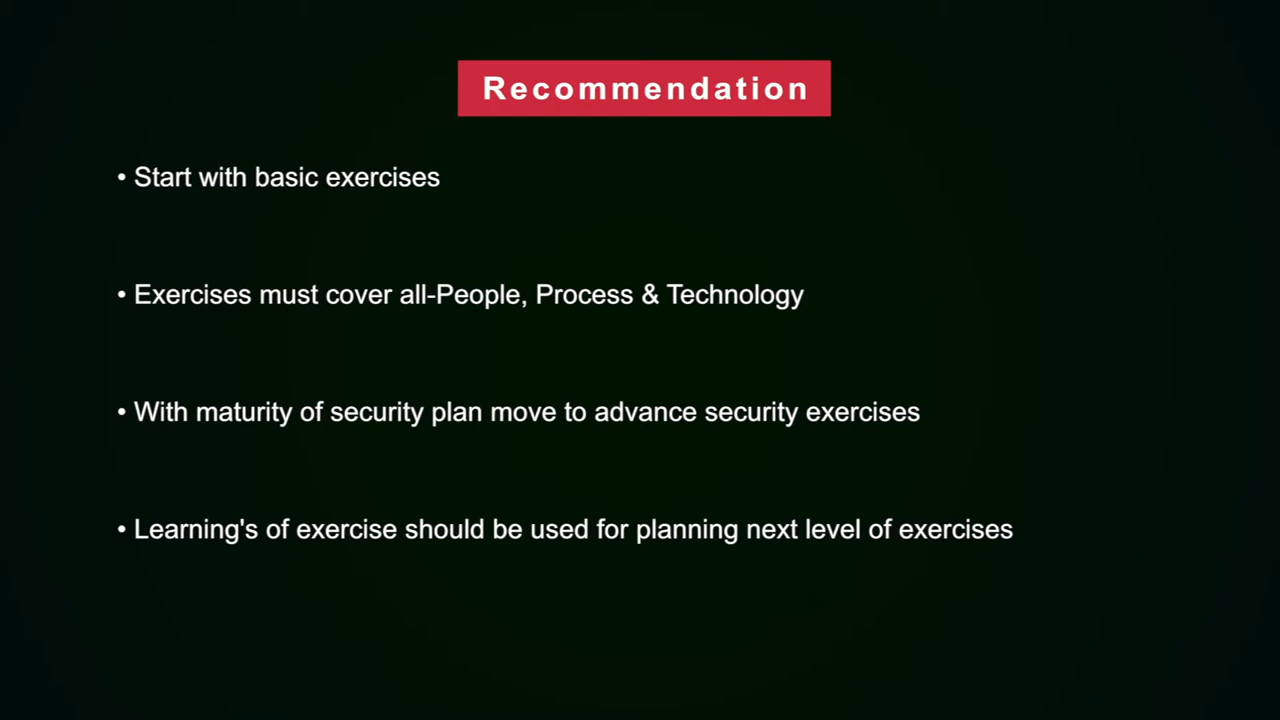 Recommendation
• Start with basic exercises
• Exercises must cover all-People, Process & Technology
• With maturity of security plan move to advance security exercises
• Learning's of exercise should be used for planning next level of exercises